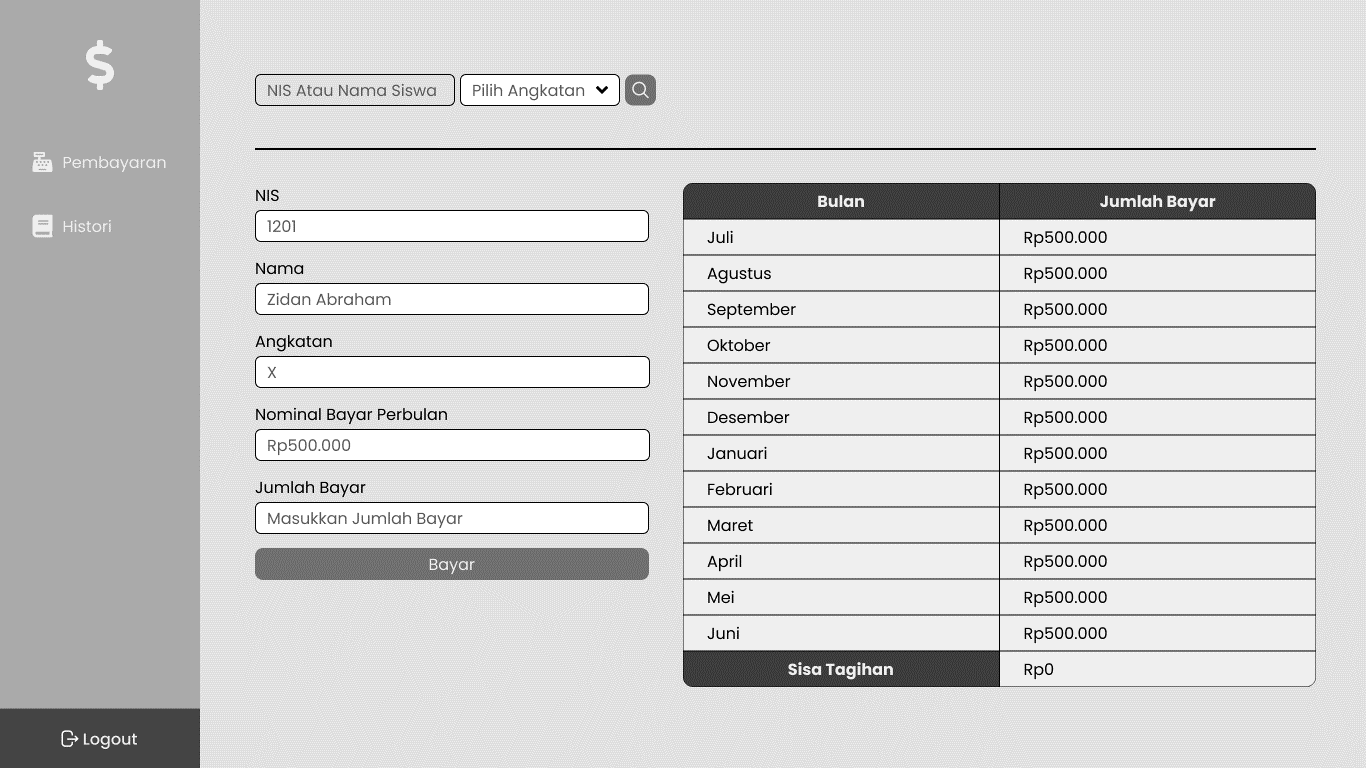 $
Pembayaran
Histori
Logout
NIS Atau Nama Siswa
Pilih Angkatan
NIS
1201
Nama
Zidan Abraham
Angkatan
X
Nominal Bayar Perbulan
Rp500.000
Jumlah Bayar
Masukkan Jumlah Bayar
Bayar
Bulan Jumlah Bayar
Juli Rp500.000
Agustus Rp500.000
September Rp500.000
Oktober Rp500.000
November Rp500.000
Desember Rp500.000
Januari Rp500.000
Februari Rp500.000
Maret Rp500.000
April Rp500.000
Mei Rp500.000
Juni Rp500.000
Sisa Tagihan Rp0